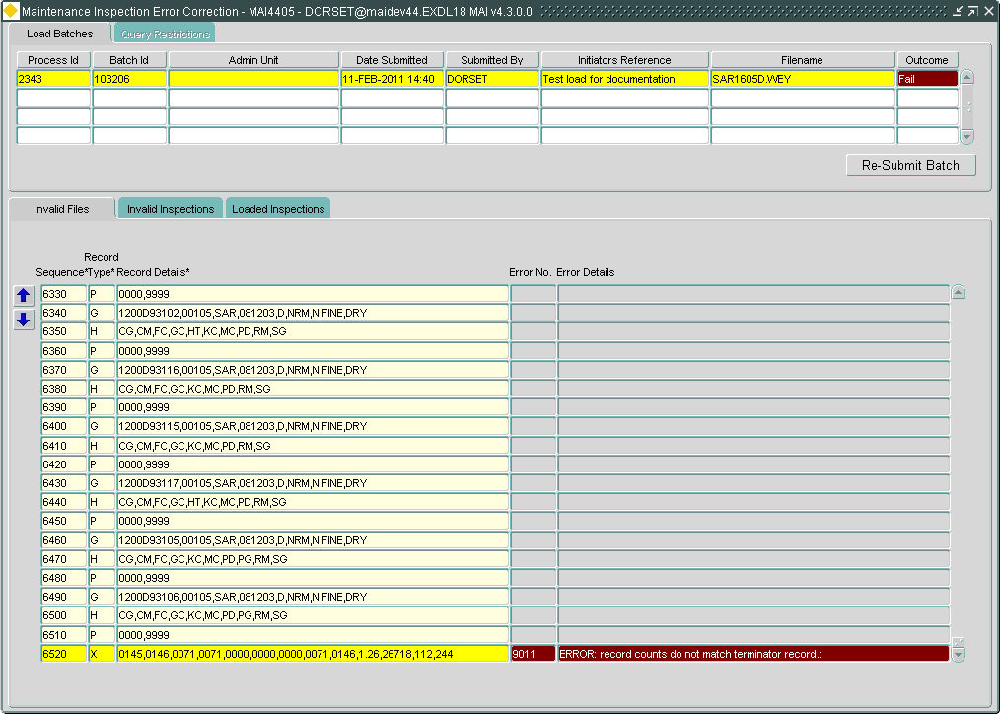 Maintenance Inspection Error Correction - MAI4405 - DORSET@maidev44.EXDL18 MAI v4.3.0.0
Load Batches Query Restrictions
Process Id Batch Id Admin Unit Date Submitted Submitted By Initiators Reference Filename Outcome
2343 103206 11-FEB-2011 14:40 DORSET Test load for documentation SAR1605D.WEY Fail
Re-Submit Batch
Invalid Files Invalid Inspections Loaded Inspections
Record
Sequence* Type* Record Details* Error No. Error Details
6330 P 0000,9999
6340 G 1200D93102,00105,SAR,081203,D,NRM,N,FINE,DRY
6350 H CG,CM,FC,GC,HT,KC,MC,PD,RM,SG
6360 P 0000,9999
6370 G 1200D93116,00105,SAR,081203,D,NRM,N,FINE,DRY
6380 H CG,CM,FC,GC,KC,MC,PD,RM,SG
6390 P 0000,9999
6400 G 1200D93115,00105,SAR,081203,D,NRM,N,FINE,DRY
6410 H CG,CM,FC,GC,KC,MC,PD,RM,SG
6420 P 0000,9999
6430 G 1200D93117,00105,SAR,081203,D,NRM,N,FINE,DRY
6440 H CG,CM,FC,GC,HT,KC,MC,PD,RM,SG
6450 P 0000,9999
6460 G 1200D93105,00105,SAR,081203,D,NRM,N,FINE,DRY
6470 H CG,CM,FC,GC,KC,MC,PD,PG,RM,SG
6480 P 0000,9999
6490 G 1200D93106,00105,SAR,081203,D,NRM,N,FINE,DRY
6500 H CG,CM,FC,GC,KC,MC,PD,PG,RM,SG
6510 P 0000,9999
6520 X 0145,0146,0071,0071,0000,0000,0000,0071,0146,1.26,26718,112,244 9011 ERROR: record counts do not match terminator record.: